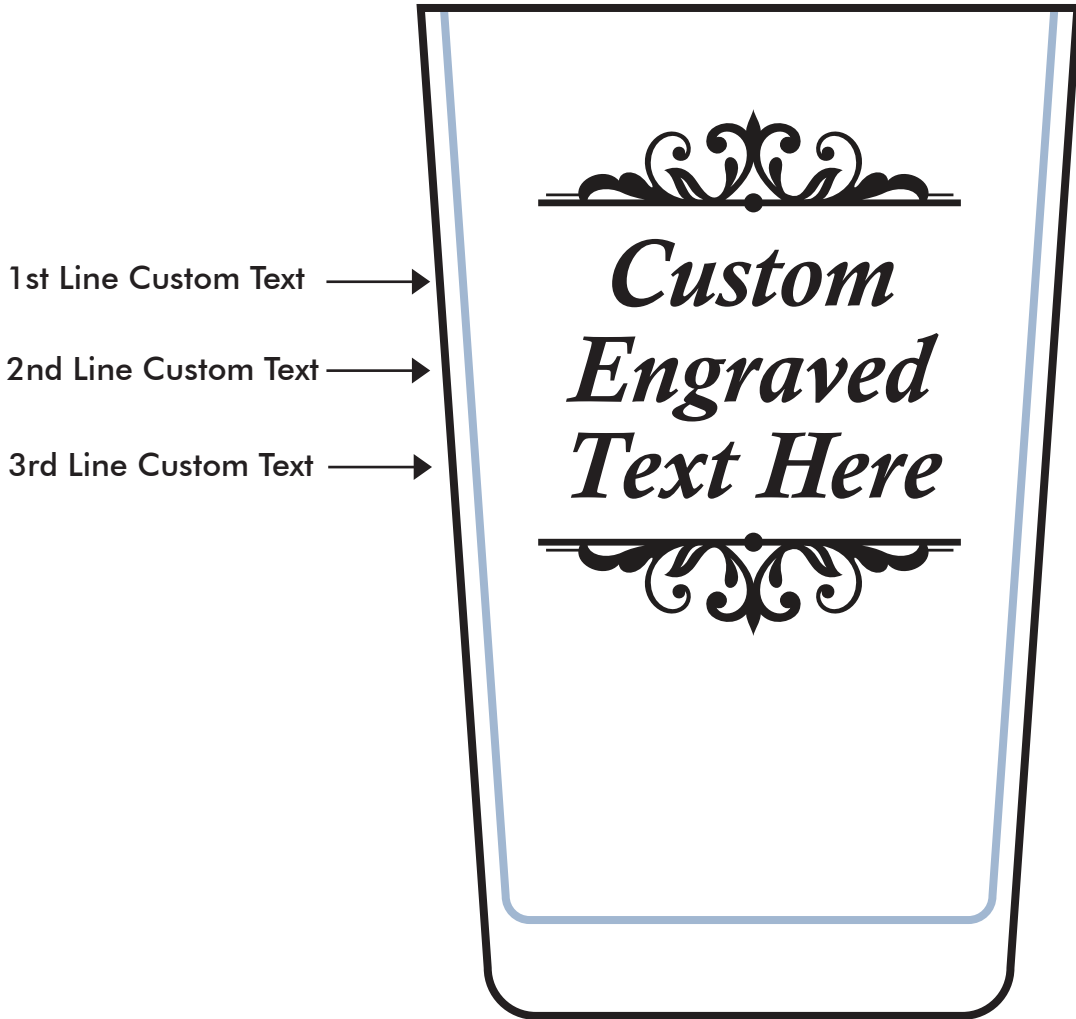 1st Line Custom Text
Custom
2nd Line Custom Text
Engraved
3rd Line Custom Text
Text Here